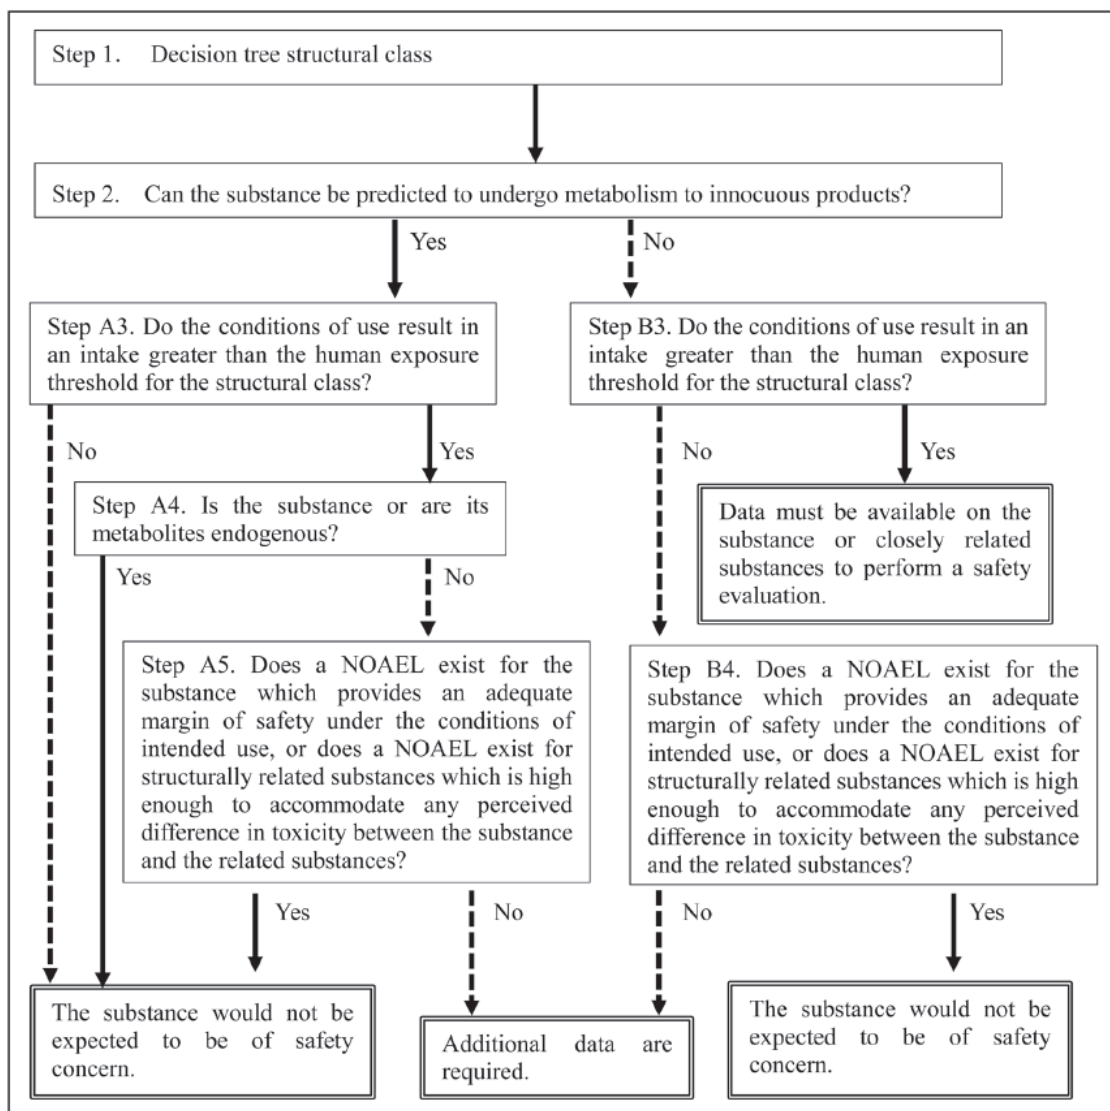 Step 1. Decision tree structural class
Step 2. Can the substance be predicted to undergo metabolism to innocuous products?
Yes
No
Step A3. Do the conditions of use result in
an intake greater than the human exposure
threshold for the structural class?
Step B3. Do the conditions of use result in an
intake greater than the human exposure
threshold for the structural class?
No
Yes
No
Yes
Step A4. Is the substance or are its
metabolites endogenous?
Data must be available on the
substance or closely related
substances to perform a safety
evaluation.
Yes
No
Step A5. Does a NOAEL exist for the
substance which provides an adequate
margin of safety under the conditions of
intended use, or does a NOAEL exist for
structurally related substances which is high
enough to accommodate any perceived
difference in toxicity between the substance
and the related substances?
Step B4. Does a NOAEL exist for the
substance which provides an adequate
margin of safety under the conditions of
intended use, or does a NOAEL exist for
structurally related substances which is high
enough to accommodate any perceived
difference in toxicity between the substance
and the related substances?
Yes
No
No
Yes
The substance would not be
expected to be of safety
concern.
Additional data are
required.
The substance would not be
expected to be of safety
concern.